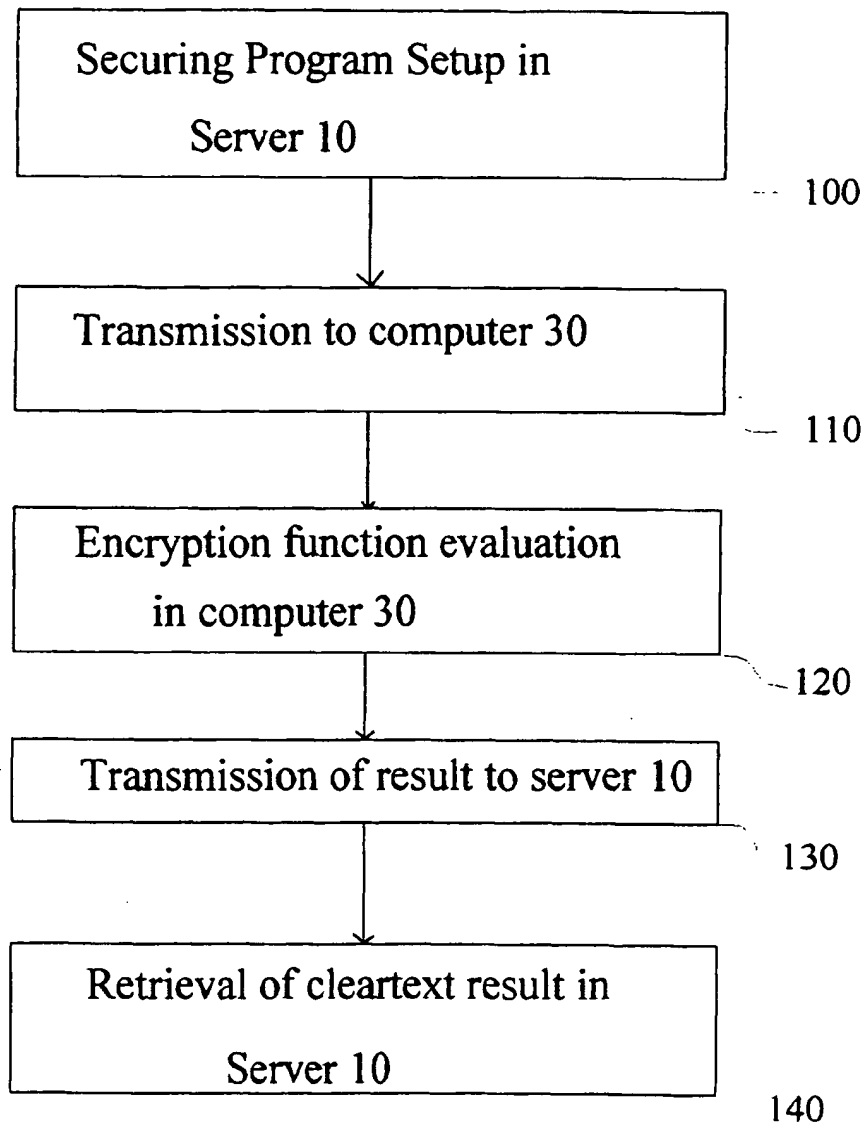 Securing Program Setup in
Server 10
100
Transmission to computer 30
110
Encryption function evaluation
in computer 30
120
Transmission of result to server 10
130
Retrieval of cleartext result in
Server 10
140